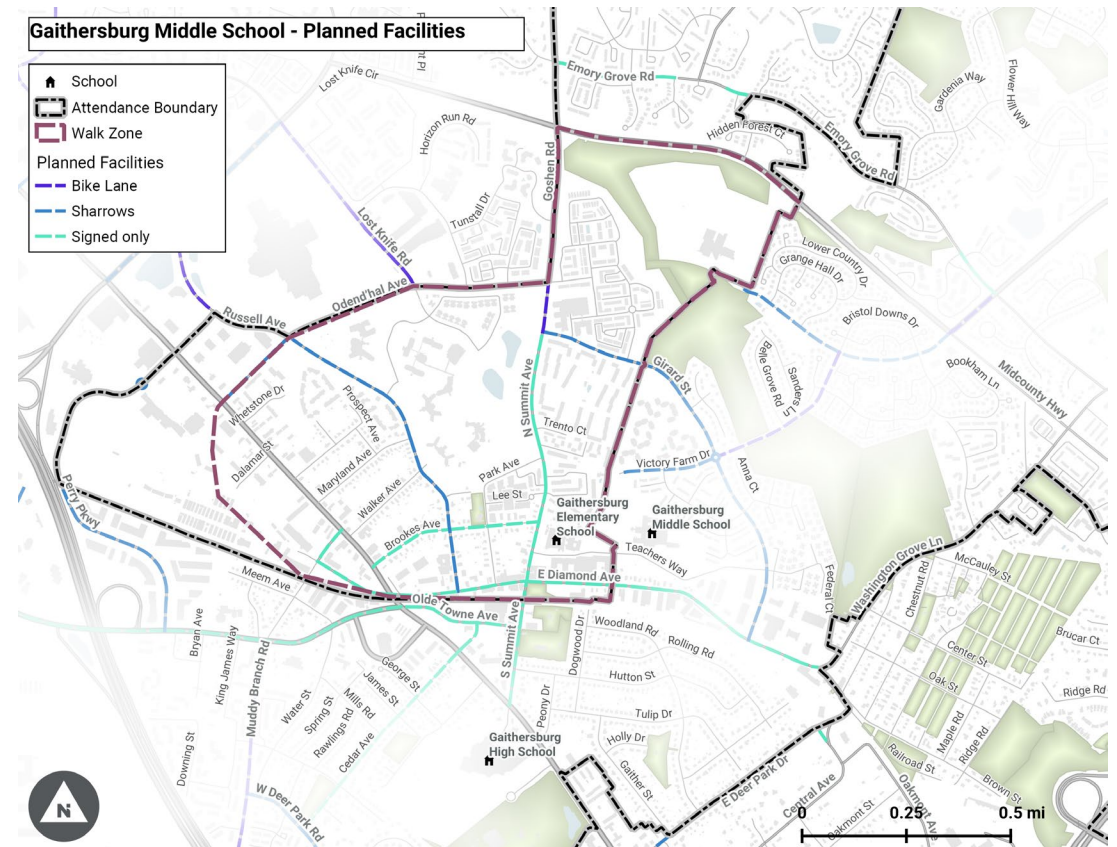 Gaithersburg Middle School - Planned Facilities
School
Attendance Boundary
Walk Zone
Planned Facilities
Bike Lane
Sharrows
Signed only
Lost Knife Cir
Horizon Run Rd
Emory Grove Rd
Gardenia Way
Flower Hill Way
Hidden Forest Ct
Emory Grove Rd
Goshen Rd
Tunstall Dr
Lost Knife Rd
Lower Country Dr
Grange Hall Dr
Odend'hal Ave
Russell Ave
Bristol Downs Dr
Girard St
Belle Grove Rd
Sanders Ln
Bookham Ln
Midcounty Hwy
N Summit Ave
Whetstone Dr
Prospect Ave
Trento Ct
Dalamar St
Maryland Ave
Park Ave
Victory Farm Dr
Anna Ct
Walker Ave
Lee St
Perry Pkwy
Brookes Ave
Gaithersburg
Elementary
School
Gaithersburg
Middle School
Teachers Way
Washington Grove Ln
McCauley St
Meem Ave
E Diamond Ave
Federal Ct
Chestnut Rd
Olde Towne Ave
Bryan Ave
King James Way
Muddy Branch Rd
S Summit Ave
Dogwood Dr
Woodland Rd
Rolling Rd
Brucar Ct
Center St
George St
James St
Hutton St
Oak St
Ridge Rd
Water St
Spring St
Mills Rd
Rawlings Rd
Cedar Ave
Peony Dr
Tulip Dr
Maple Rd
Ridge Rd
Downing St
Gaithersburg
High School
Holly Dr
Gaither St
Railroad St
Brown St
E Deer Park Dr
Central Ave
Oakmont Ave
W Deer Park Rd
Oakmont St
N
0 0.25 0.5 mi